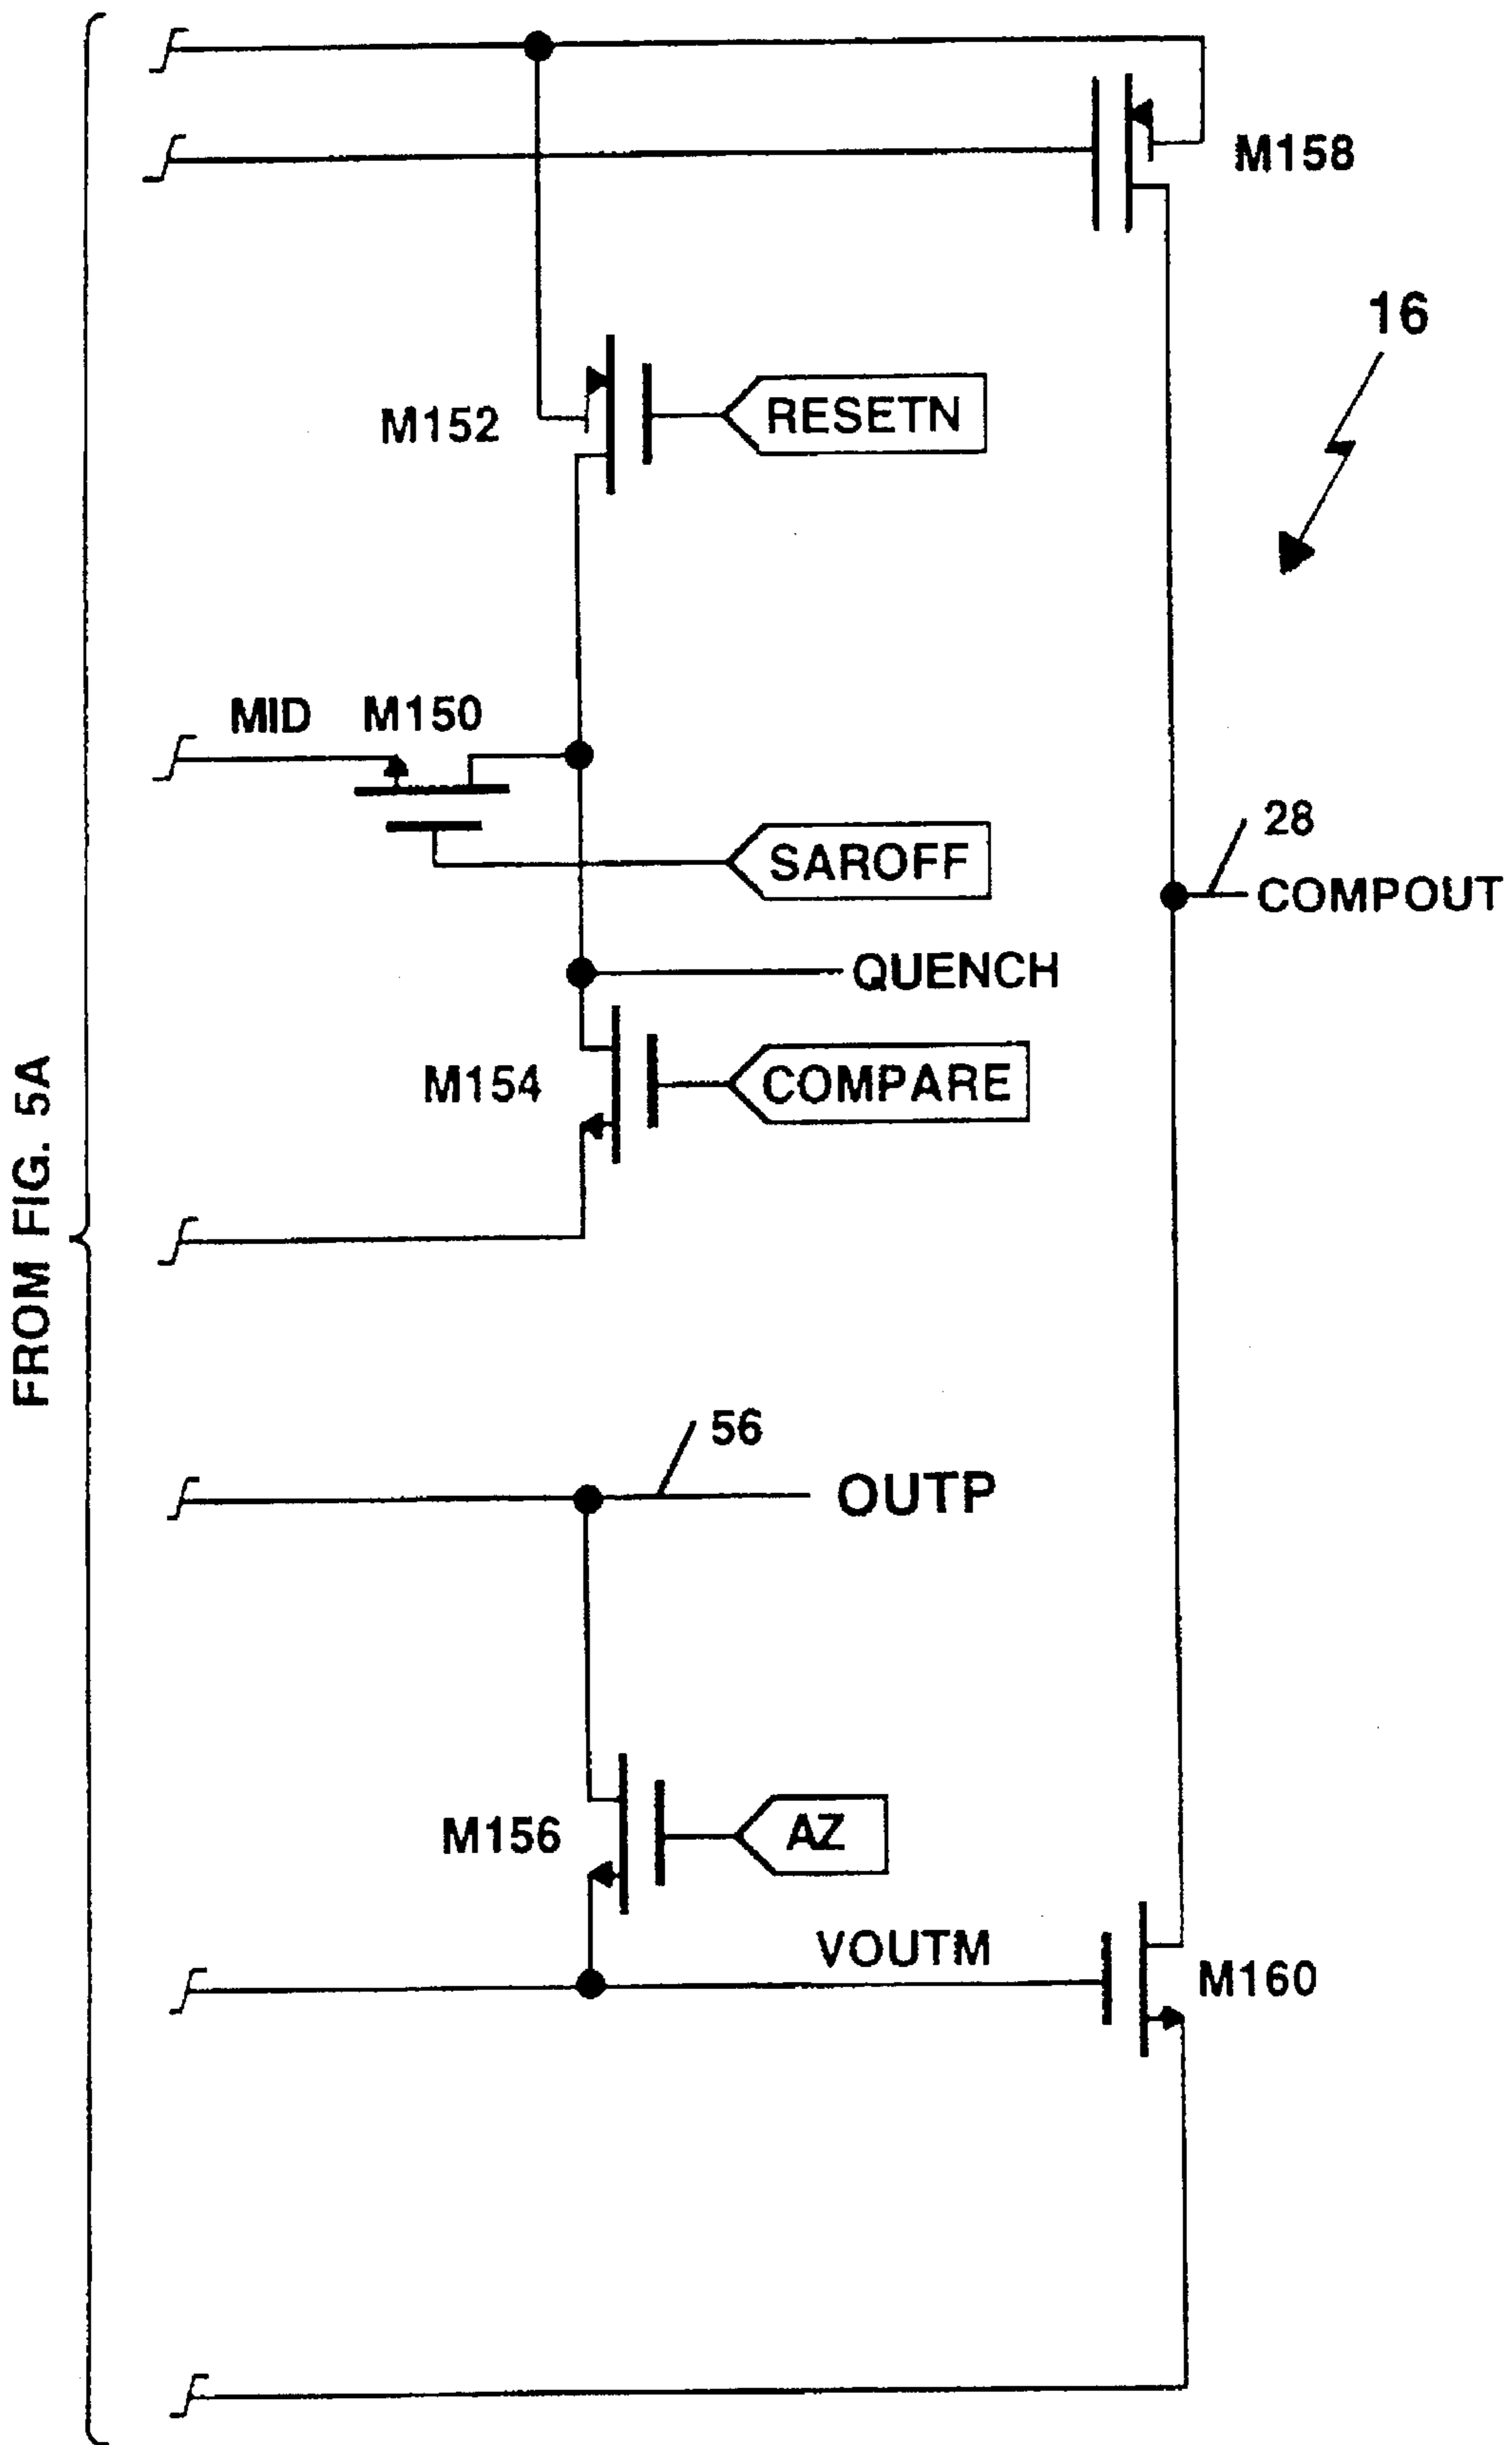 M158
16
M152
RESETN
MID
M150
28
SAROFF
COMPOUT
QUENCH
M154
COMPARE
FROM FIG. 5A
56
OUTP
M156
AZ
VOUTM
M160